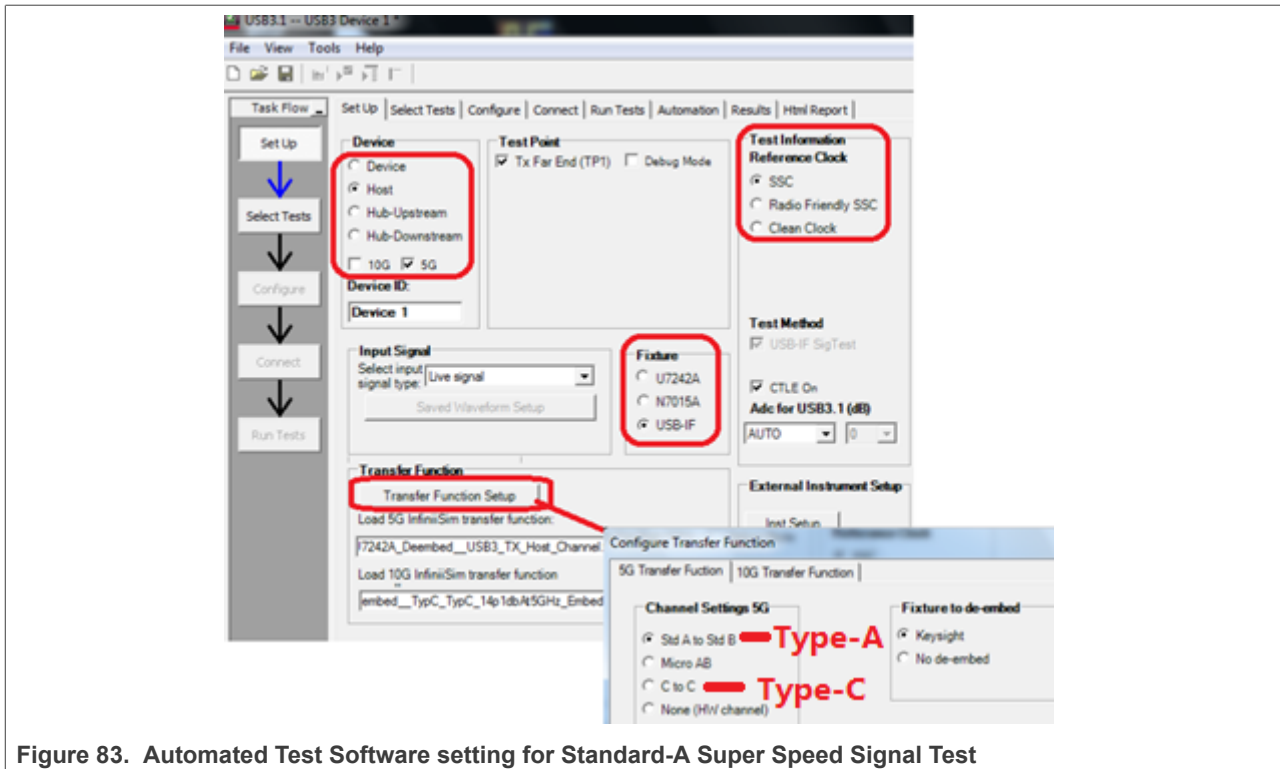 USB3.1 -- USB3 Device 1 *
File View Tools Help
Task Flow
Set Up
Select Tests
Configure
Connect
Run Tests
Set Up Select Tests Configure Connect Run Tests Automation Results Html Report
Device
Device
Host
Hub-Upstream
Hub-Downstream
10G 5G
Device ID:
Device 1
Test Point
Tx Far End (TP1) Debug Mode
Test Information
Reference Clock
SSC
Radio Friendly SSC
Clean Clock
Test Method
USB-IF SigTest
CTLE On
Adc for USB3.1 (dB)
AUTO 0
Input Signal
Select input
signal type: Live signal
Saved Waveform Setup
Fixture
U7242A
N7015A
USB-IF
Transfer Function
Transfer Function Setup
Load 5G InfiniiSim transfer function:
7242A_Deembed__USB3_TX_Host_Channel.
Load 10G InfiniiSim transfer function
embed__TypC_TypC_14p1dbAt5GHz_Embed
External Instrument Setup
Inst Setup
Configure Transfer Function
5G Transfer Fuction 10G Transfer Function
Channel Settings 5G
Std A to Std B Type-A
Micro AB
C to C Type-C
None (HW channel)
Fixture to de-embed
Keysight
No de-embed
Figure 83. Automated Test Software setting for Standard-A Super Speed Signal Test